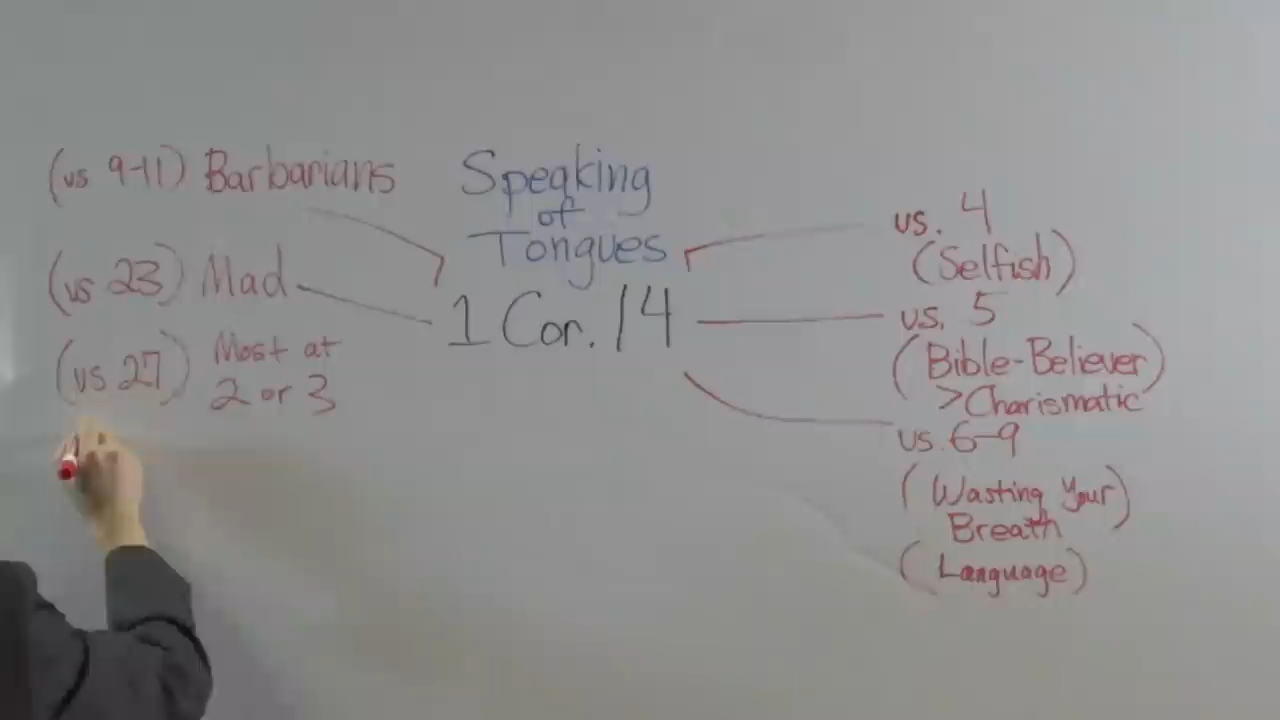 (vs 9-11) Barbarians
(vs 23) Mad
(vs 27) Most at
2 or 3
Speaking
of
Tongues
1 Cor. 14
vs. 4
(Selfish)
vs. 5
(Bible-Believer)
>Charismatic
vs. 6-9
(Wasting Your)
Breath
(Language)